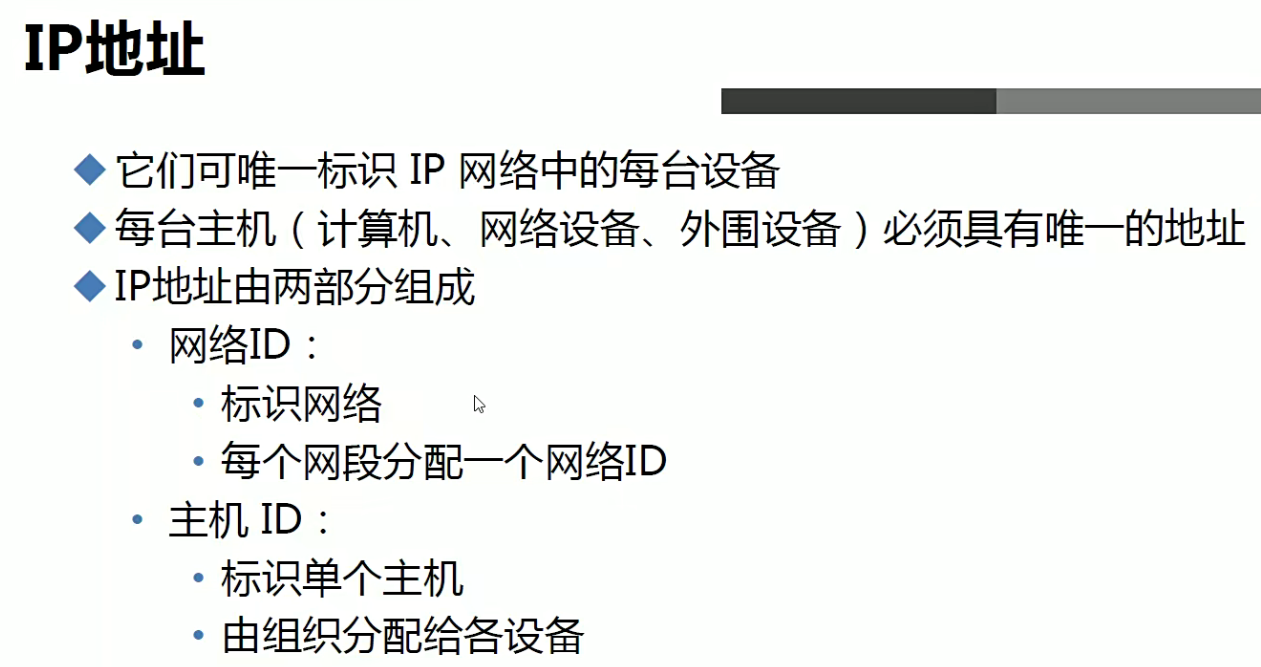 IP地址
它们可唯一标识 IP 网络中的每台设备
每台主机（计算机、网络设备、外围设备）必须具有唯一的地址
IP地址由两部分组成
网络ID：
标识网络
每个网段分配一个网络ID
主机 ID：
标识单个主机
由组织分配给各设备